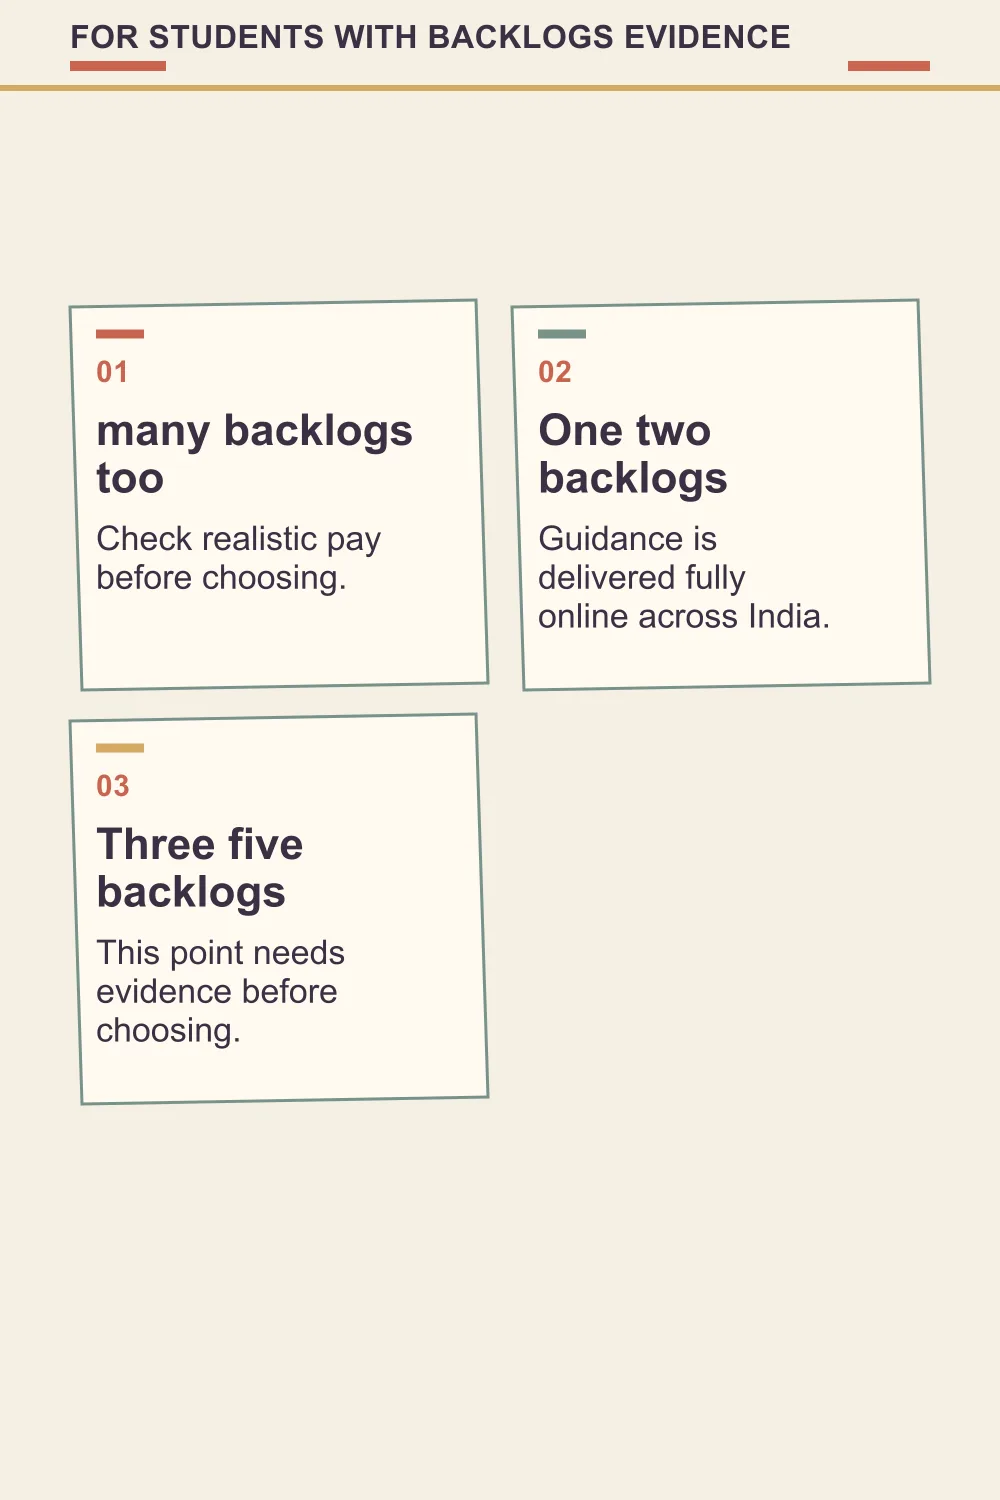 FOR STUDENTS WITH BACKLOGS EVIDENCE
01
many backlogs
too
Check realistic pay
before choosing.
02
One two
backlogs
Guidance is
delivered fully
online across India.
03
Three five
backlogs
This point needs
evidence before
choosing.